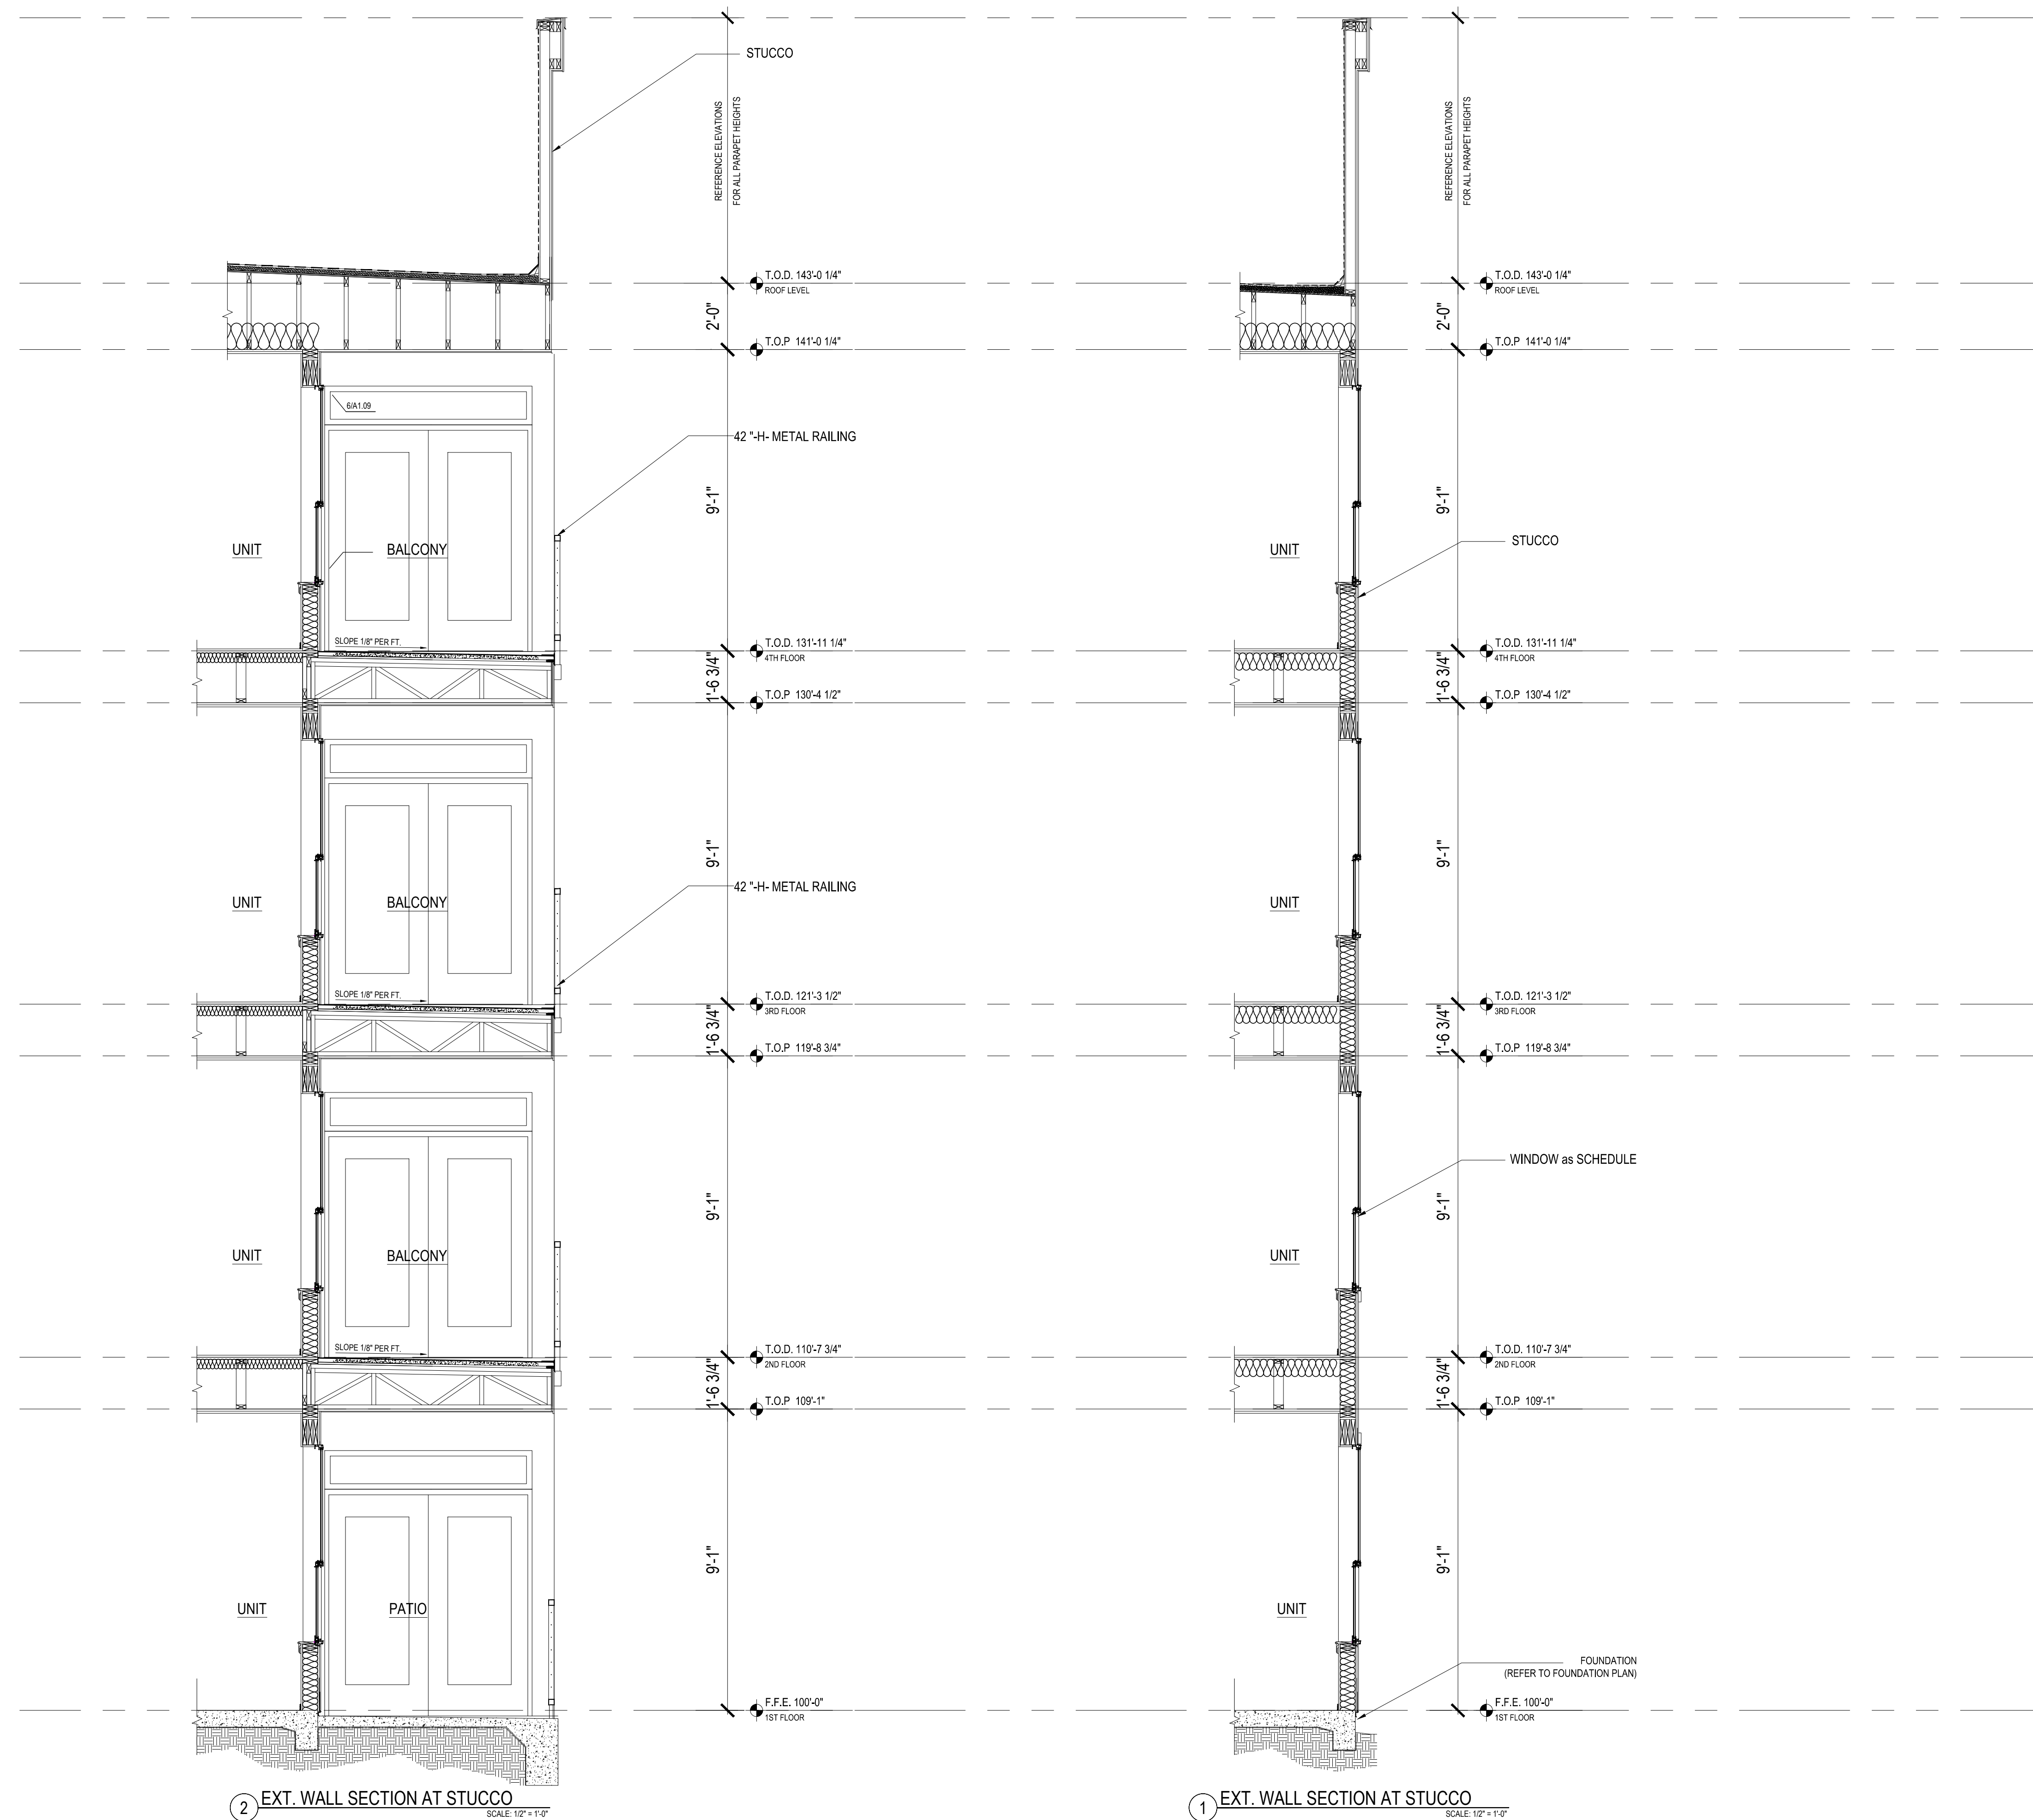 STUCCO
REFERENCE ELEVATIONS
FOR ALL PARAPET HEIGHTS
T.O.D. 143'-0 1/4"
ROOF LEVEL
2'-0"
T.O.P 141'-0 1/4"
6/A1.09
42 "-H- METAL RAILING
9'-1"
UNIT
BALCONY
SLOPE 1/8" PER FT.
T.O.D. 131'-11 1/4"
4TH FLOOR
1'-6 3/4"
T.O.P 130'-4 1/2"
9'-1"
42 "-H- METAL RAILING
UNIT
BALCONY
SLOPE 1/8" PER FT.
T.O.D. 121'-3 1/2"
3RD FLOOR
1'-6 3/4"
T.O.P 119'-8 3/4"
9'-1"
UNIT
BALCONY
SLOPE 1/8" PER FT.
T.O.D. 110'-7 3/4"
2ND FLOOR
1'-6 3/4"
T.O.P 109'-1"
9'-1"
UNIT
PATIO
F.F.E. 100'-0"
1ST FLOOR
2
EXT. WALL SECTION AT STUCCO
SCALE: 1/2" = 1'-0"
REFERENCE ELEVATIONS
FOR ALL PARAPET HEIGHTS
T.O.D. 143'-0 1/4"
ROOF LEVEL
2'-0"
T.O.P 141'-0 1/4"
9'-1"
STUCCO
UNIT
T.O.D. 131'-11 1/4"
4TH FLOOR
1'-6 3/4"
T.O.P 130'-4 1/2"
9'-1"
UNIT
T.O.D. 121'-3 1/2"
3RD FLOOR
1'-6 3/4"
T.O.P 119'-8 3/4"
WINDOW as SCHEDULE
9'-1"
UNIT
T.O.D. 110'-7 3/4"
2ND FLOOR
1'-6 3/4"
T.O.P 109'-1"
9'-1"
UNIT
FOUNDATION
(REFER TO FOUNDATION PLAN)
F.F.E. 100'-0"
1ST FLOOR
1
EXT. WALL SECTION AT STUCCO
SCALE: 1/2" = 1'-0"